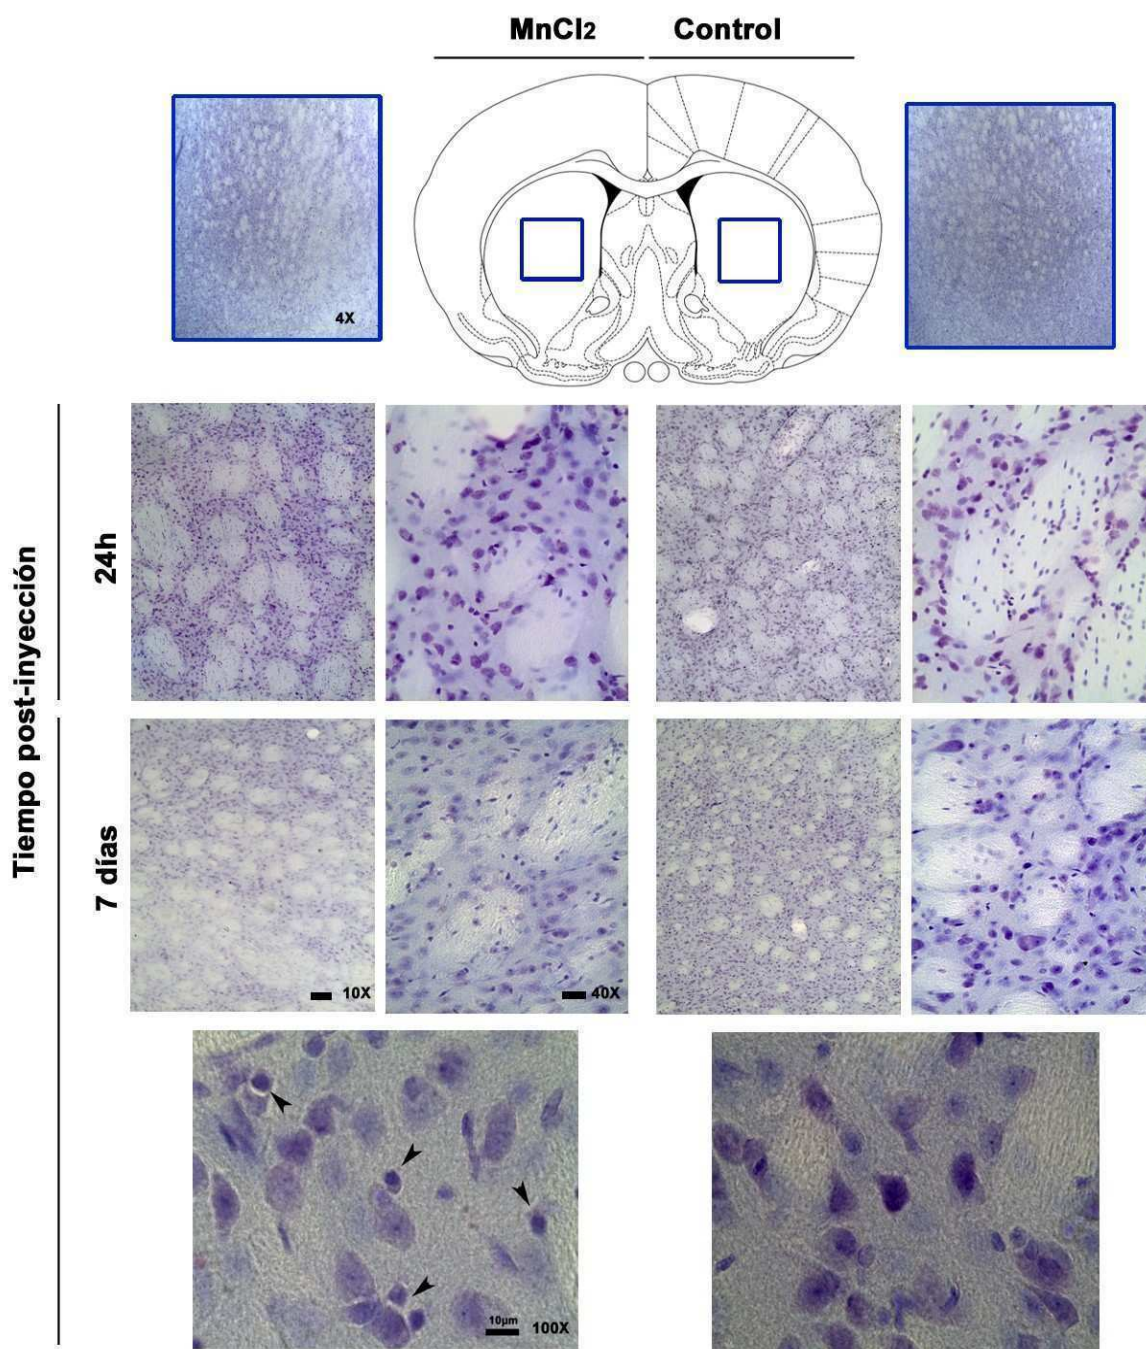 MnCl2 Control
4X
Tiempo post-inyección
24h
7 días
10X
40X
10µm
100X